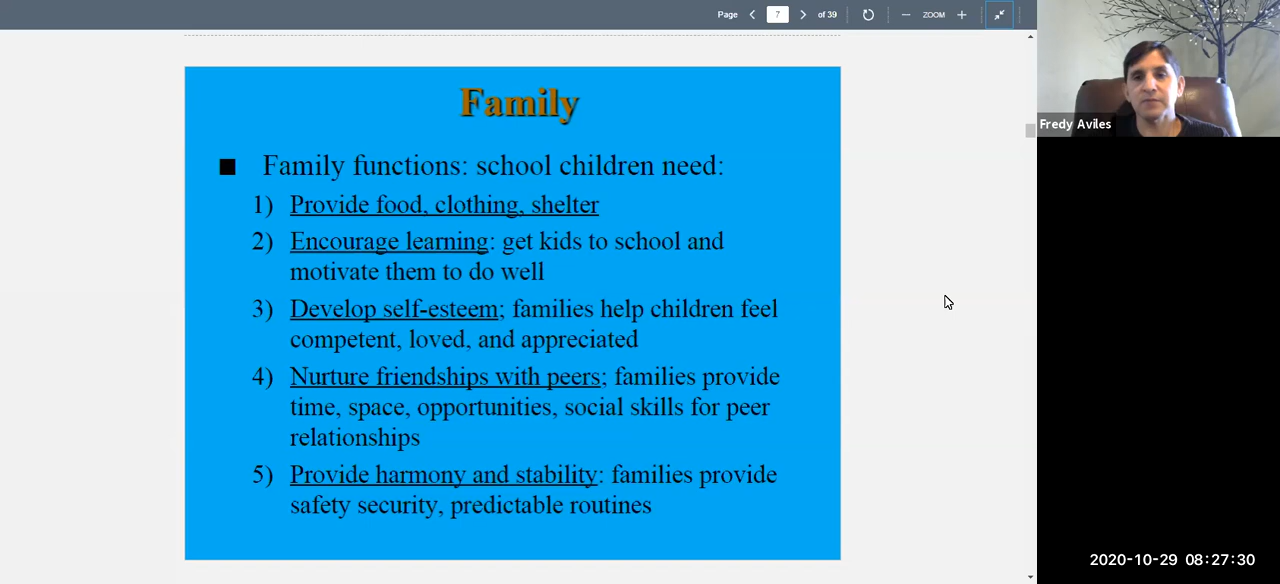 Page 7 of 39 ZOOM
Family
Fredy Aviles
■ Family functions: school children need:
1) Provide food, clothing, shelter
2) Encourage learning: get kids to school and
motivate them to do well
3) Develop self-esteem; families help children feel
competent, loved, and appreciated
4) Nurture friendships with peers; families provide
time, space, opportunities, social skills for peer
relationships
5) Provide harmony and stability: families provide
safety security, predictable routines
2020-10-29 08:27:30